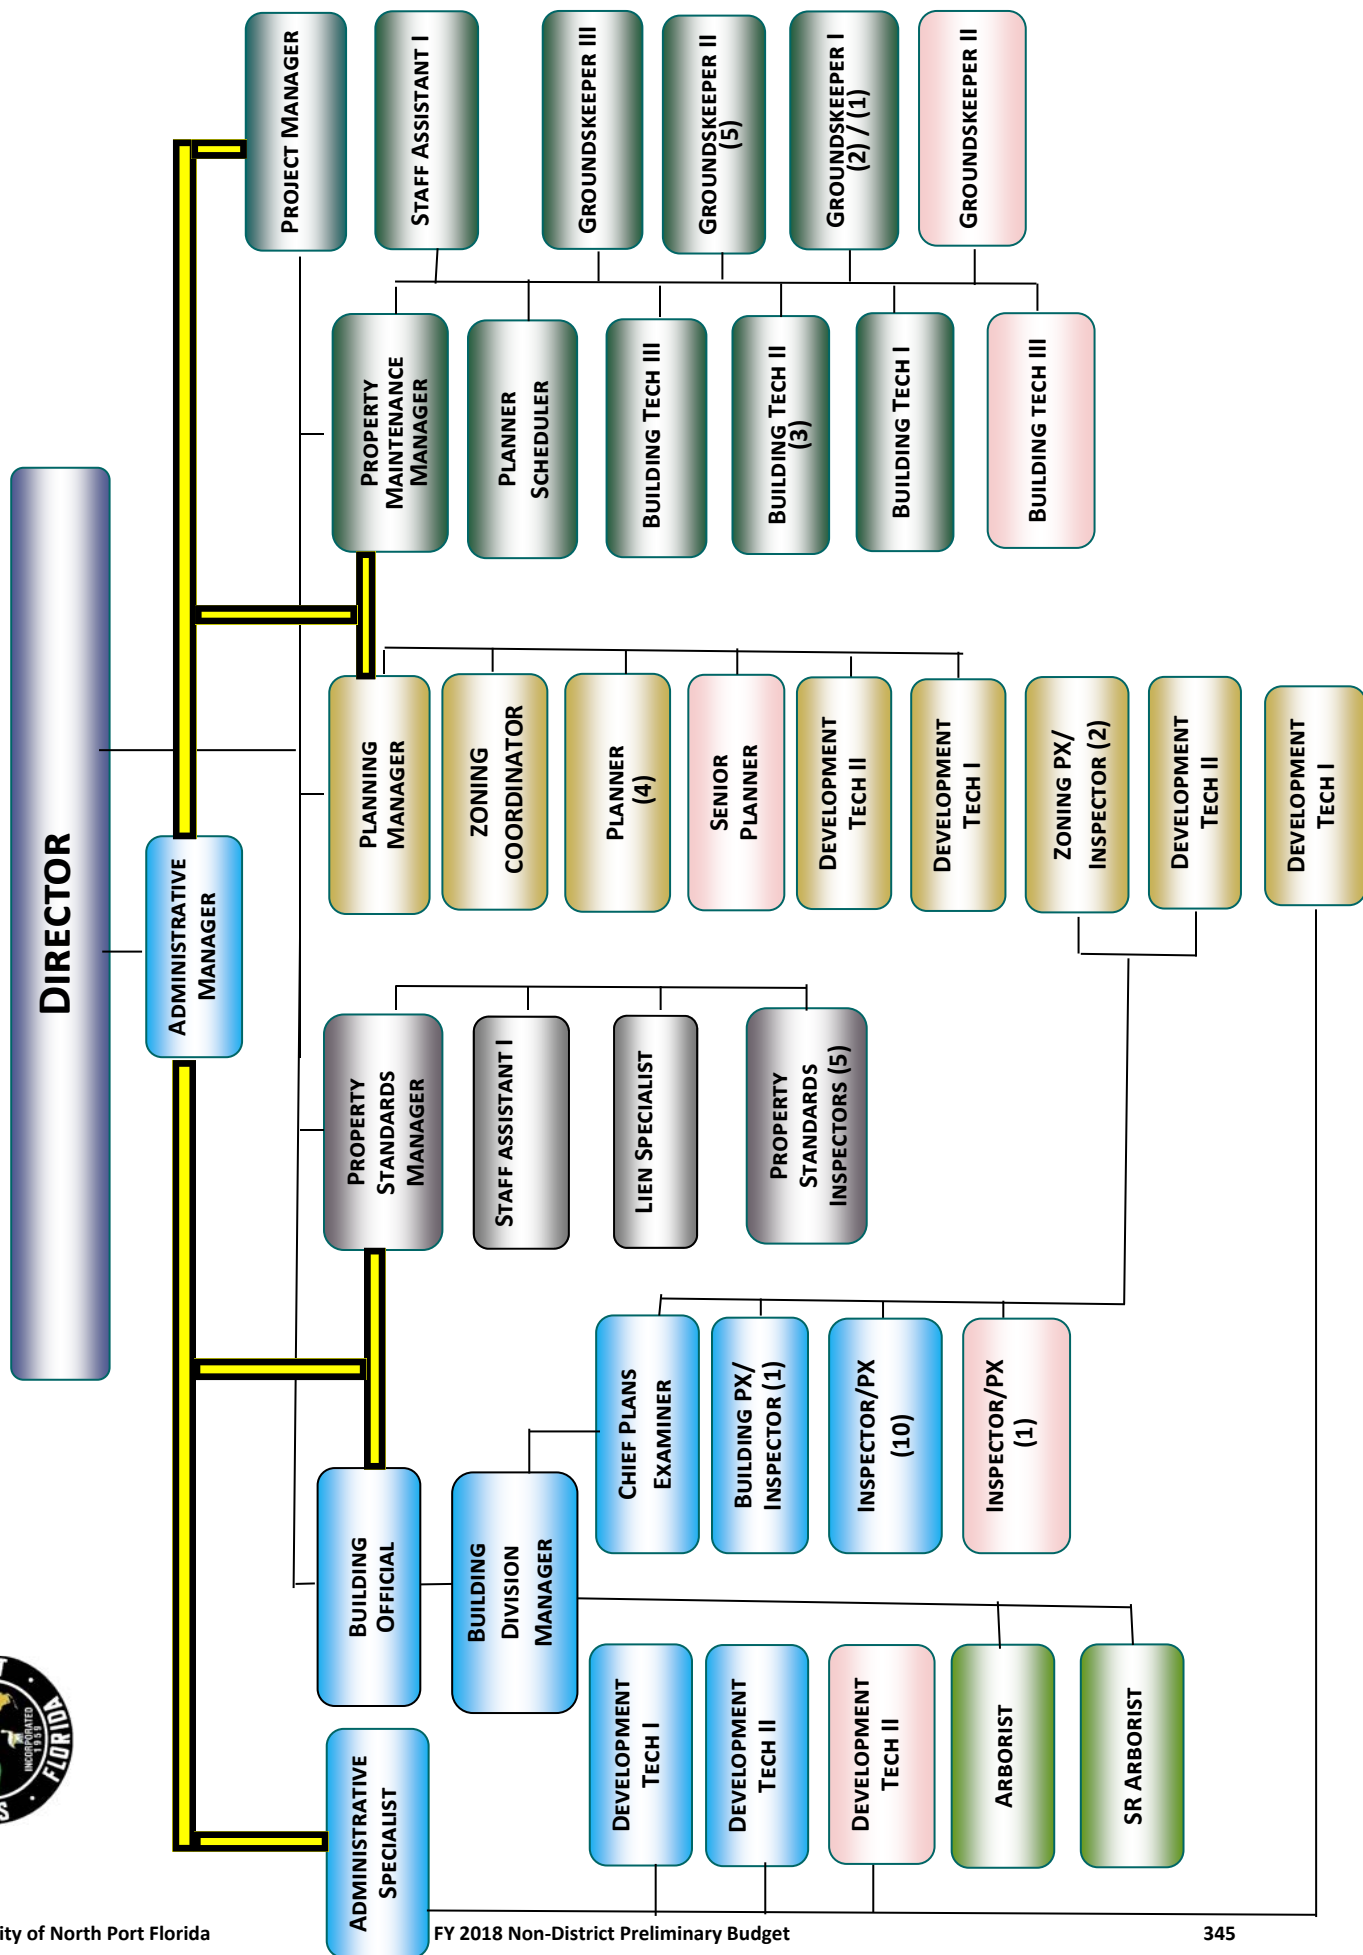 DIRECTOR
ADMINISTRATIVE
MANAGER
ADMINISTRATIVE
SPECIALIST
BUILDING
OFFICIAL
PROPERTY
STANDARDS
MANAGER
PLANNING
MANAGER
PROPERTY
MAINTENANCE
MANAGER
PROJECT MANAGER
BUILDING
DIVISION
MANAGER
STAFF ASSISTANT I
ZONING
COORDINATOR
PLANNER
SCHEDULER
STAFF ASSISTANT I
DEVELOPMENT
TECH I
CHIEF PLANS
EXAMINER
LIEN SPECIALIST
PLANNER
(4)
BUILDING TECH III
GROUNDSKEEPER III
DEVELOPMENT
TECH II
BUILDING PX/
INSPECTOR (1)
PROPERTY
STANDARDS
INSPECTORS (5)
SENIOR
PLANNER
BUILDING TECH II
(3)
GROUNDSKEEPER II
(5)
DEVELOPMENT
TECH II
INSPECTOR/PX
(10)
DEVELOPMENT
TECH II
BUILDING TECH I
GROUNDSKEEPER I
(2) / (1)
ARBORIST
INSPECTOR/PX
(1)
DEVELOPMENT
TECH I
BUILDING TECH III
GROUNDSKEEPER II
SR ARBORIST
ZONING PX/
INSPECTOR (2)
DEVELOPMENT
TECH II
DEVELOPMENT
TECH I
INCORPORATED
1959
FLORIDA
ity of North Port Florida
FY 2018 Non-District Preliminary Budget
345